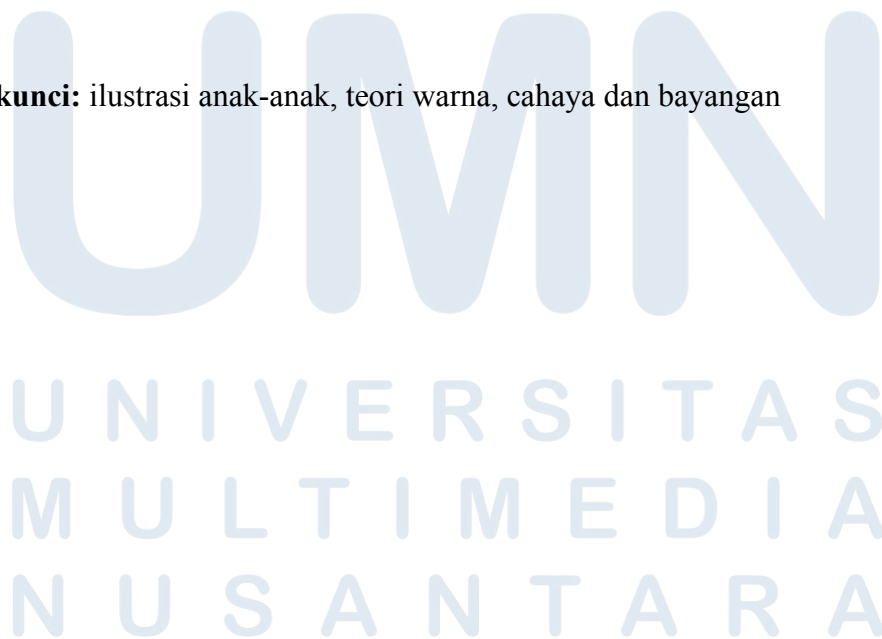 UMN
kunci: ilustrasi anak-anak, teori warna, cahaya dan bayangan
UNIVERSITAS
MULTIMEDIA
NUSANTARA